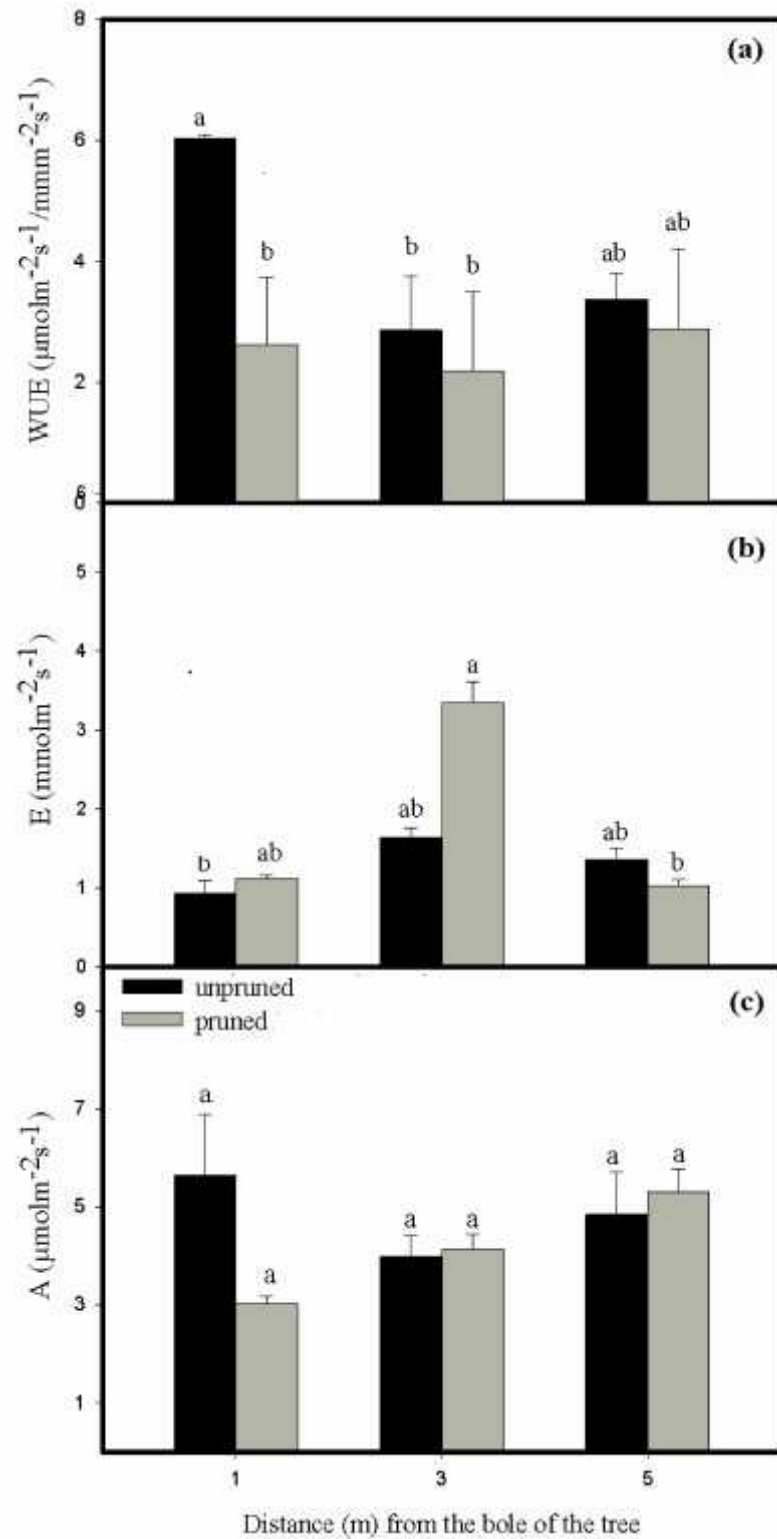 8
(a)
a
6
WUE (µmolm⁻²s⁻¹/mmm⁻²s⁻¹)
b
b
b
ab
ab
4
2
0
6
(b)
5
E (mmolm⁻²s⁻¹)
4
a
3
2
ab
ab
b
ab
b
1
0
unpruned
pruned
(c)
9
A (µmolm⁻²s⁻¹)
a
7
a
a
a
a
5
a
3
1
1 3 5
Distance (m) from the bole of the tree